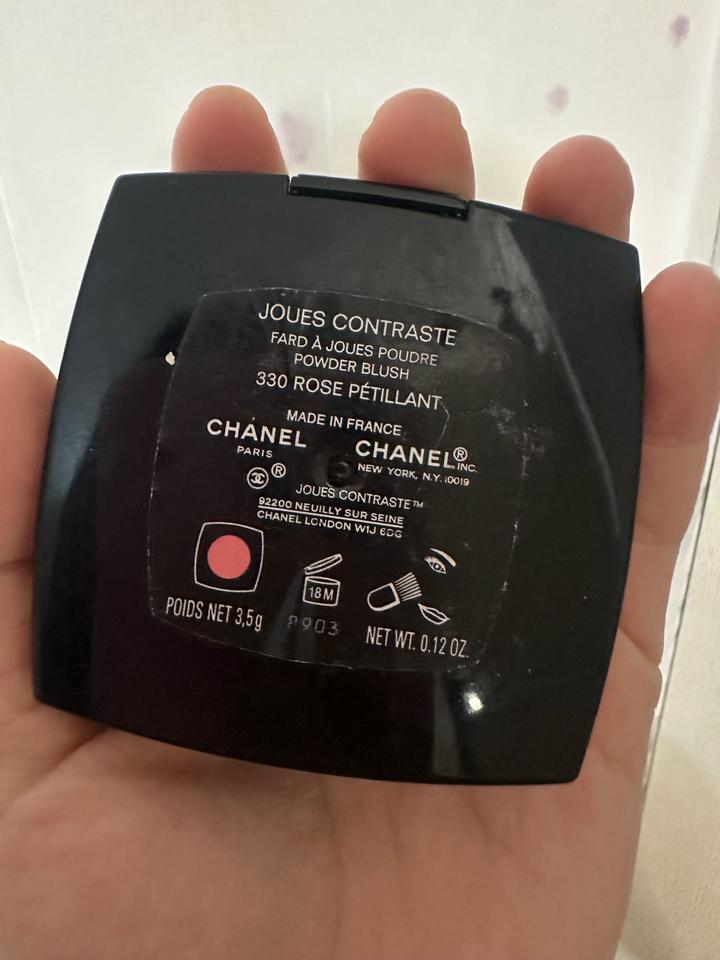 JOUES CONTRASTE
FARD À JOUES POUDRE
POWDER BLUSH
330 ROSE PÉTILLANT
MADE IN FRANCE
CHANEL
PARIS
CHANEL® INC.
NEW YORK, N.Y. 10019
®
JOUES CONTRASTE™
92200 NEUILLY SUR SEINE
CHANEL LONDON W1J 6DG
18 M
POIDS NET 3,5g
NET WT. 0.12 OZ.